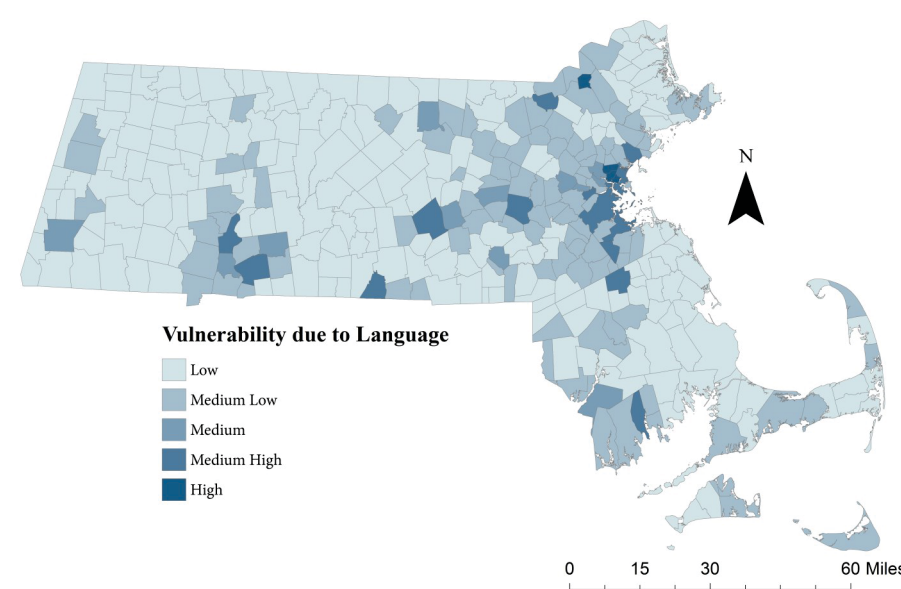 N
Vulnerability due to Language
Low
Medium Low
Medium
Medium High
High
0 15 30 60 Miles